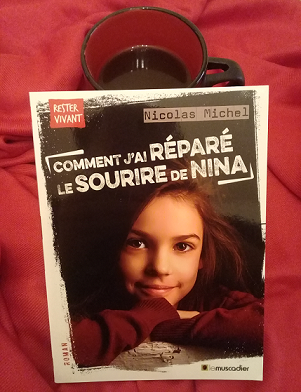 RESTER
VIVANT
Nicolas Michel
COMMENT J'AI RÉPARÉ
LE SOURIRE DE NINA
ROMAN
le muscadier